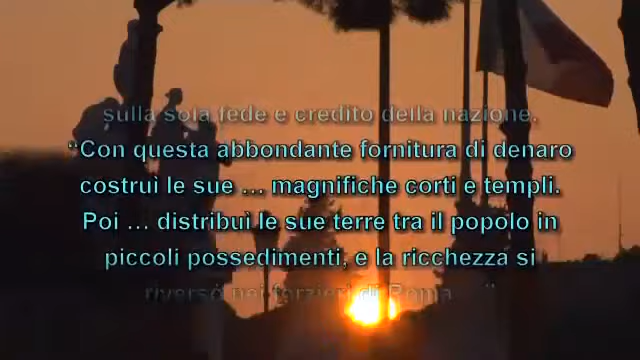 sulla sola fede e credito della nazione.
“Con questa abbondante fornitura di denaro
costruì le sue … magnifiche corti e templi.
Poi … distribuì le sue terre tra il popolo in
piccoli possedimenti, e la ricchezza si
riversò nei forzieri di Roma …”